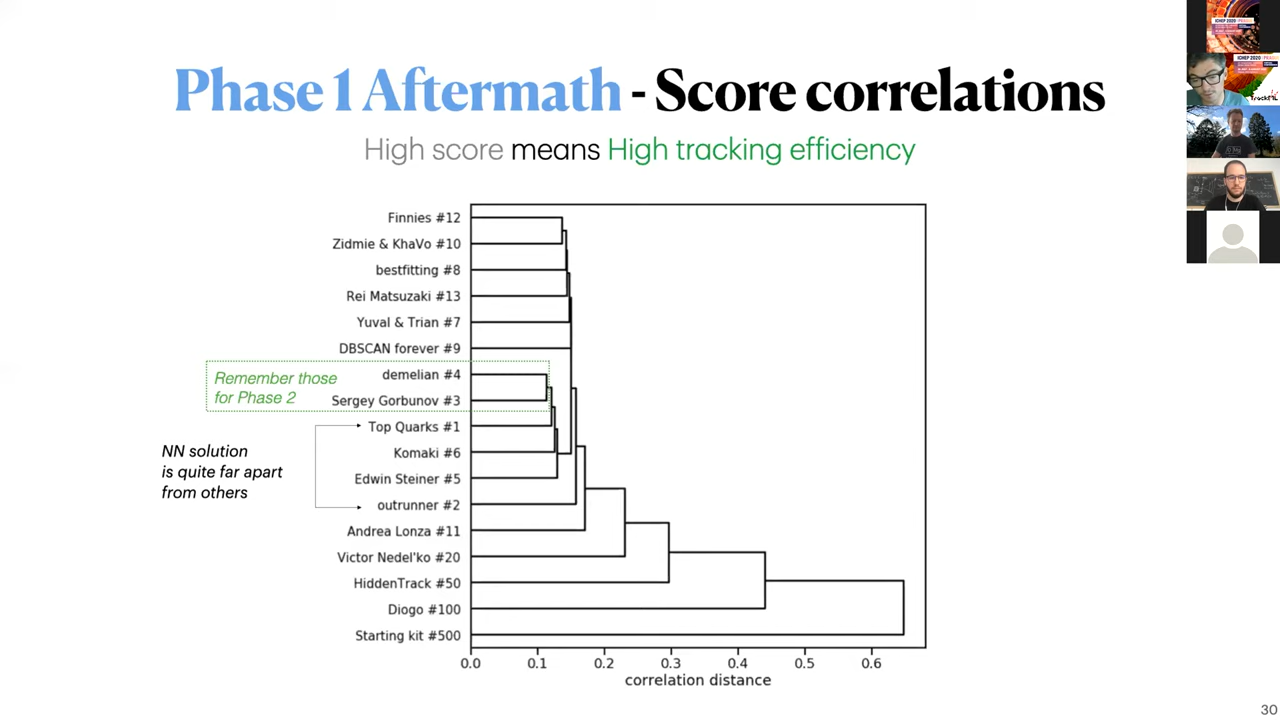 Phase 1 Aftermath - Score correlations
High score means High tracking efficiency
Finnies #12
Zidmie & KhaVo #10
bestfitting #8
Rei Matsuzaki #13
Yuval & Trian #7
DBSCAN forever #9
demelian #4
Sergey Gorbunov #3
Top Quarks #1
Komaki #6
Edwin Steiner #5
outrunner #2
Andrea Lonza #11
Victor Nedel'ko #20
HiddenTrack #50
Diogo #100
Starting kit #500
Remember those
for Phase 2
NN solution
is quite far apart
from others
0.0 0.1 0.2 0.3 0.4 0.5 0.6
correlation distance
30
ICHEP 2020
ICHEP 2020